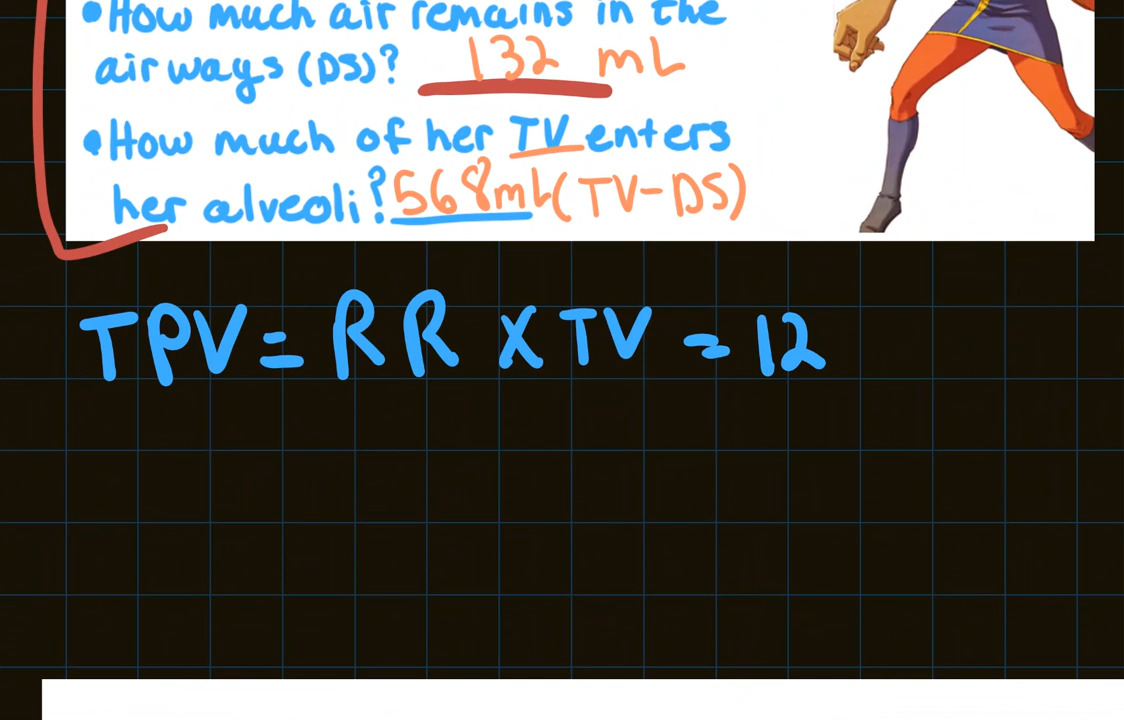 •How much air remains in the
airways (DS)? 132 mL
•How much of her TV enters
her alveoli? 568mL(TV-DS)
TPV= RR X TV = 12